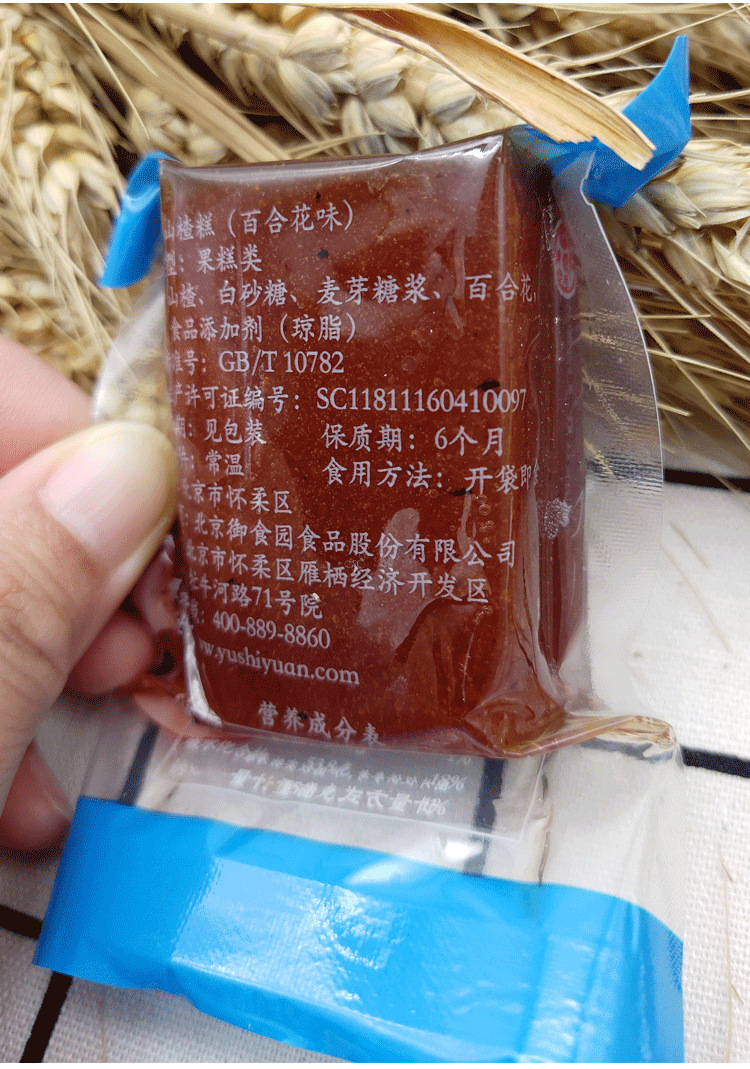 山楂糕（百合花味）
型：果糕类
山楂、白砂糖、麦芽糖浆、百合花、
食品添加剂（琼脂）
准号：GB/T 10782
产许可证编号：SC11811160410097
期：见包装 保质期：6个月
常温 食用方法：开袋即食
北京市怀柔区
北京御食园食品股份有限公司
北京市怀柔区雁栖经济开发区
牛河路71号院
400-889-8860
ww.yushiyuan.com
营养成分表